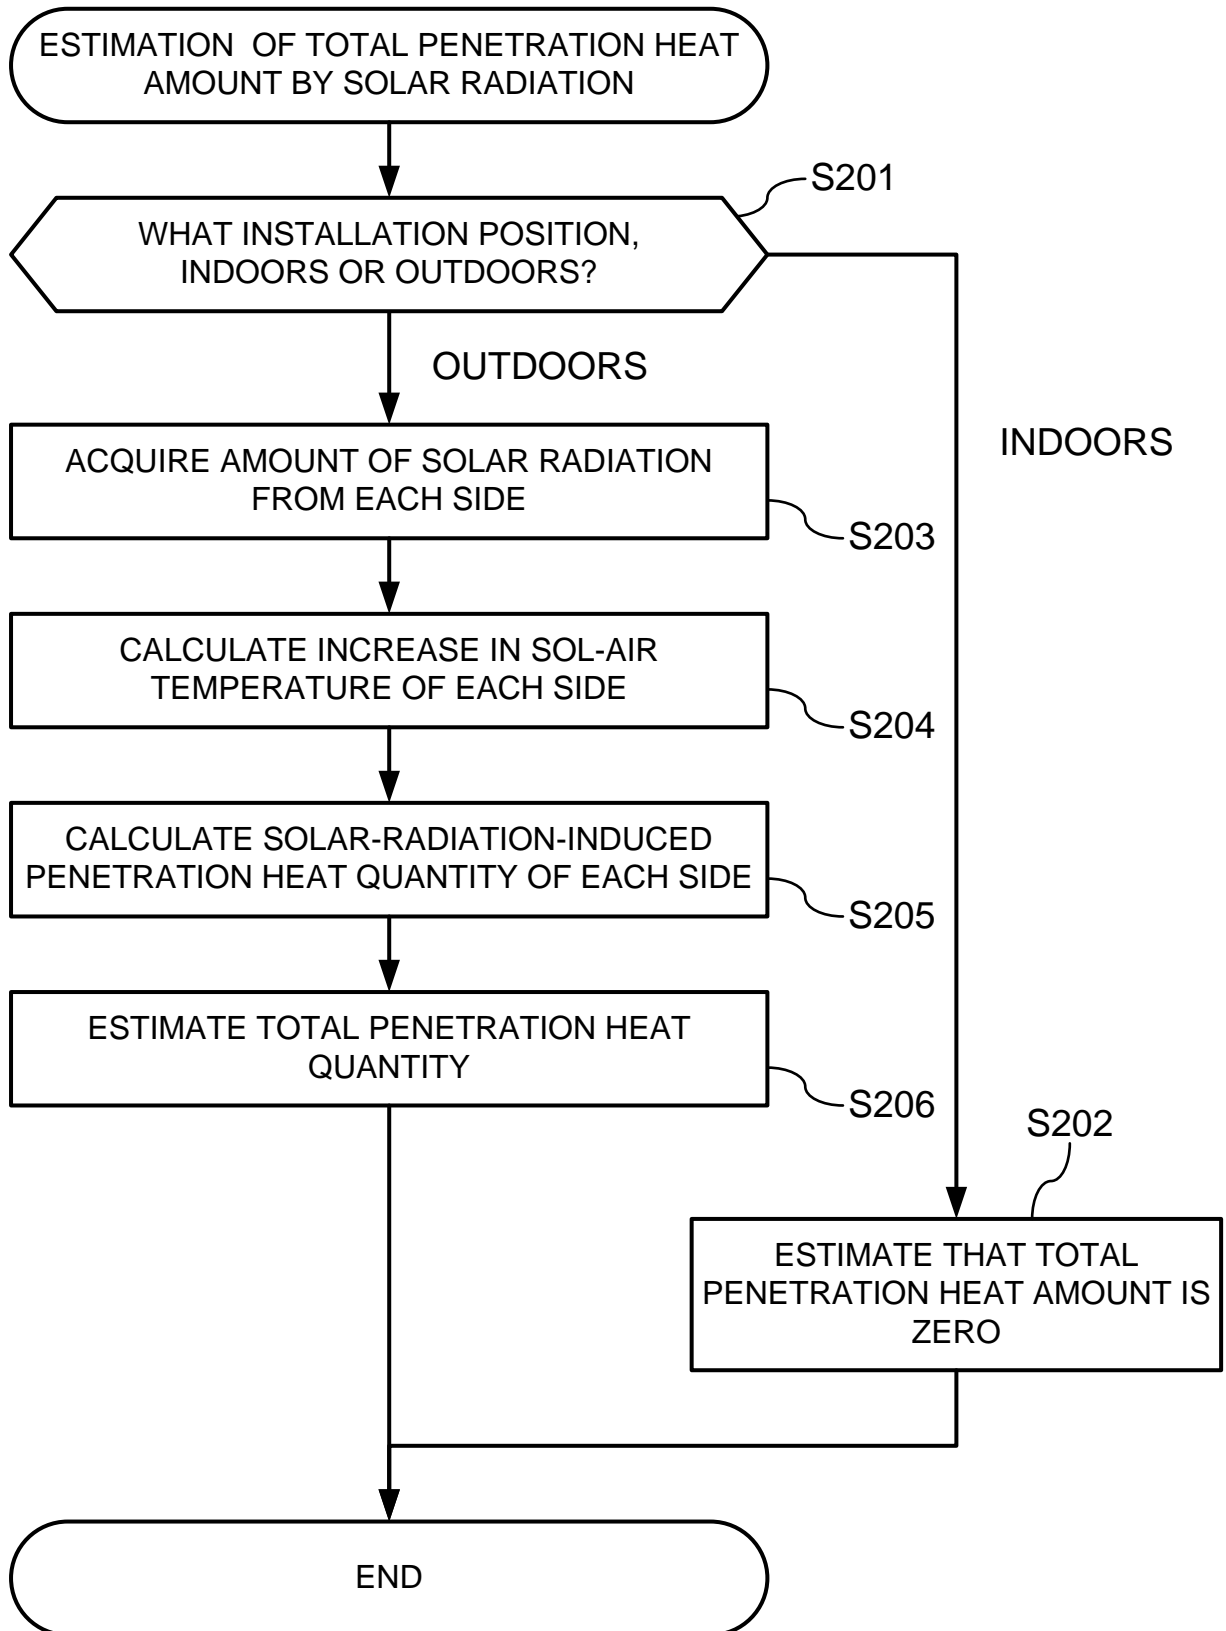 ESTIMATION OF TOTAL PENETRATION HEAT
AMOUNT BY SOLAR RADIATION
S201
WHAT INSTALLATION POSITION,
INDOORS OR OUTDOORS?
OUTDOORS
INDOORS
ACQUIRE AMOUNT OF SOLAR RADIATION
FROM EACH SIDE
S203
CALCULATE INCREASE IN SOL-AIR
TEMPERATURE OF EACH SIDE
S204
CALCULATE SOLAR-RADIATION-INDUCED
PENETRATION HEAT QUANTITY OF EACH SIDE
S205
ESTIMATE TOTAL PENETRATION HEAT
QUANTITY
S206
S202
ESTIMATE THAT TOTAL
PENETRATION HEAT AMOUNT IS
ZERO
END